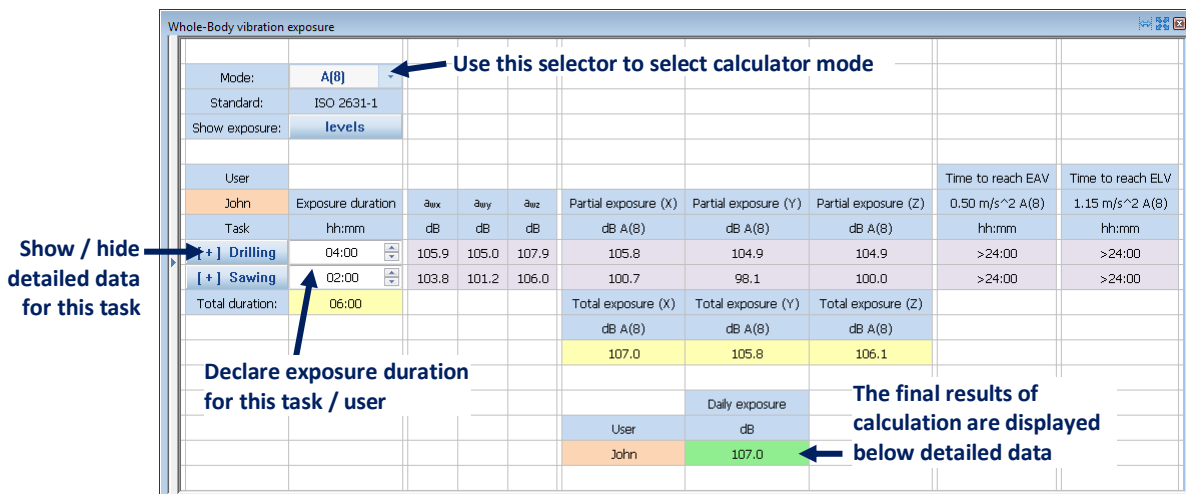 Whole-Body vibration exposure
Use this selector to select calculator mode
Mode: A(8)
Standard: ISO 2631-1
Show exposure: levels
User Time to reach EAV Time to reach ELV
John Exposure duration awx awy awz Partial exposure (X) Partial exposure (Y) Partial exposure (Z) 0.50 m/s^2 A(8) 1.15 m/s^2 A(8)
Task hh:mm dB dB dB dB A(8) dB A(8) dB A(8) hh:mm hh:mm
[+] Drilling 04:00 105.9 105.0 107.9 105.8 104.9 104.9 >24:00 >24:00
[+] Sawing 02:00 103.8 101.2 106.0 100.7 98.1 100.0 >24:00 >24:00
Total duration: 06:00 Total exposure (X) Total exposure (Y) Total exposure (Z)
dB A(8) dB A(8) dB A(8)
107.0 105.8 106.1
Show / hide
detailed data
for this task
Declare exposure duration
for this task / user
Daily exposure
User dB
John 107.0
The final results of
calculation are displayed
below detailed data